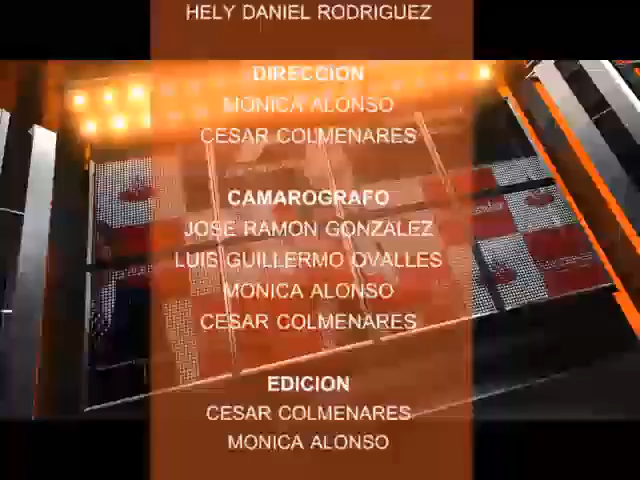 HELY DANIEL RODRIGUEZ
DIRECCION
MONICA ALONSO
CESAR COLMENARES
CAMAROGRAFO
JOSE RAMON GONZALEZ
LUIS GUILLERMO OVALLES
MONICA ALONSO
CESAR COLMENARES
EDICION
CESAR COLMENARES
MONICA ALONSO